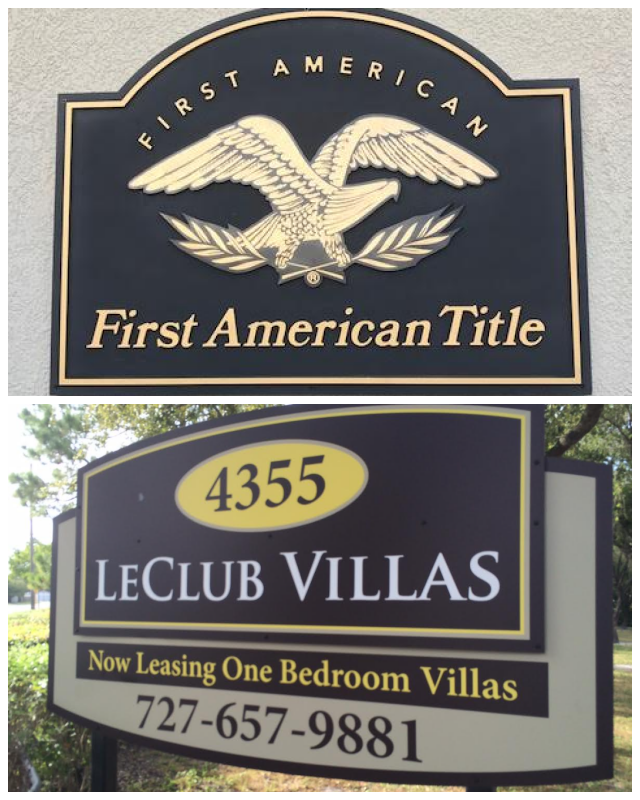 FIRST AMERICAN
®
First American Title
4355
LECLUB VILLAS
Now Leasing One Bedroom Villas
727-657-9881